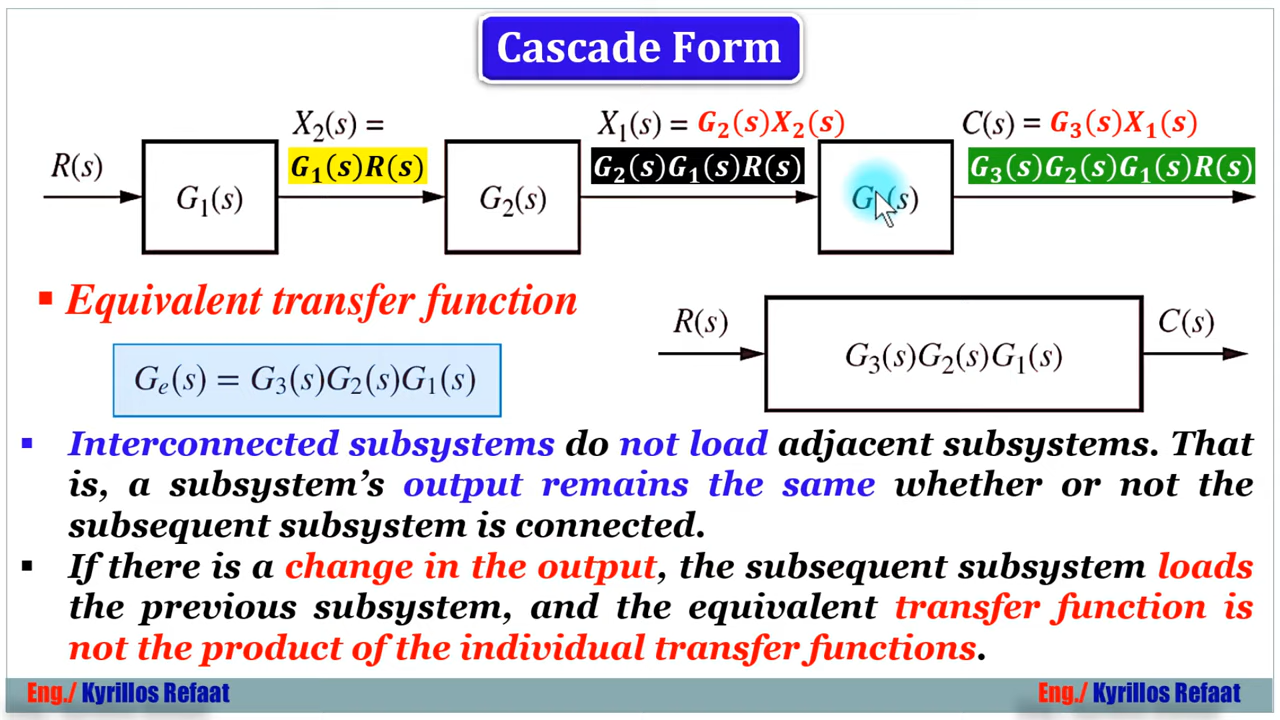 Cascade Form
R(s)
G₁(s)
X₂(s) =
G₁(s)R(s)
G₂(s)
X₁(s) = G₂(s)X₂(s)
G₂(s)G₁(s)R(s)
C(s) = G₃(s)X₁(s)
G₃(s)G₂(s)G₁(s)R(s)
▪ Equivalent transfer function
Gₑ(s) = G₃(s)G₂(s)G₁(s)
R(s)
G₃(s)G₂(s)G₁(s)
C(s)
▪ Interconnected subsystems do not load adjacent subsystems. That
is, a subsystem’s output remains the same whether or not the
subsequent subsystem is connected.
▪ If there is a change in the output, the subsequent subsystem loads
the previous subsystem, and the equivalent transfer function is
not the product of the individual transfer functions.
Eng./ Kyrillos Refaat
Eng./ Kyrillos Refaat